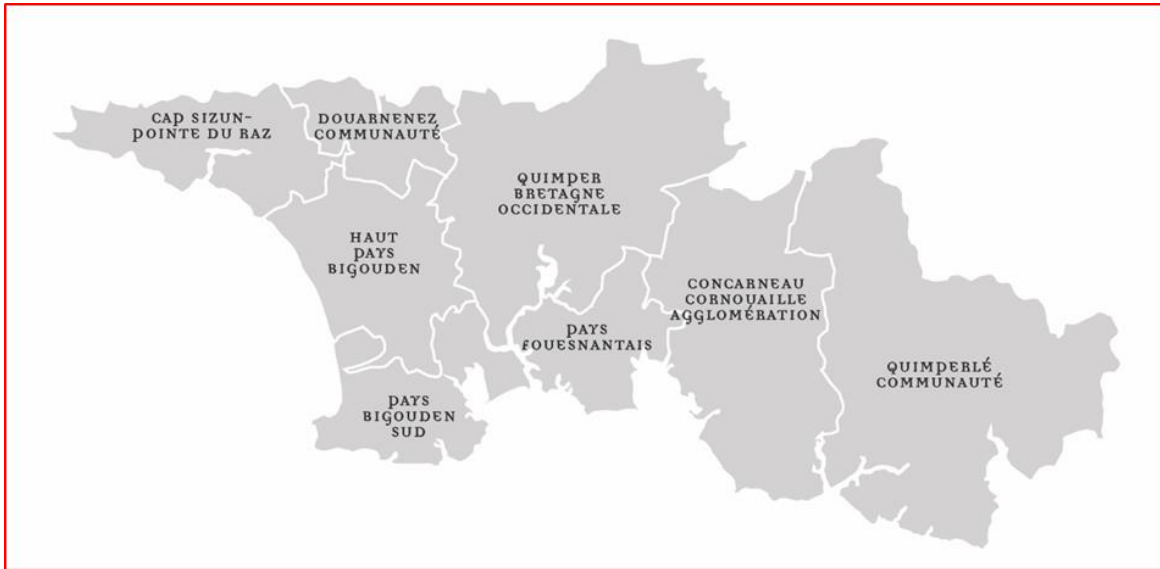 CAP SIZUN-
POINTE DU RAZ
DOUARNENEZ
COMMUNAUTÉ
QUIMPER
BRETAGNE
OCCIDENTALE
HAUT
PAYS
BIGOUDEN
CONCARNEAU
CORNOUAILLE
AGGLOMÉRATION
PAYS
FOUESNANTAIS
QUIMPERLÉ
COMMUNAUTÉ
PAYS
BIGOUDEN
SUD